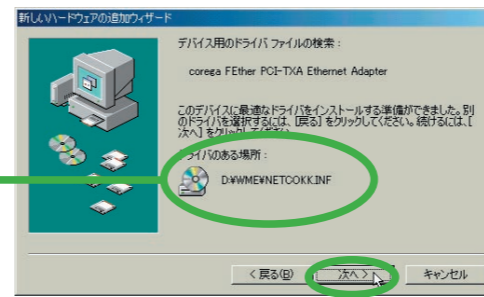 新しいハードウェアの追加ウィザード
デバイス用のドライバ ファイルの検索：
corega FEther PCI-TXA Ethernet Adapter
このデバイスに最適なドライバをインストールする準備ができました。別
のドライバを選択するには、[戻る] をクリックしてください。続けるには、[
次へ] をクリックしてください。
ドライバのある場所：
D:¥WME¥NETCOKK.INF
< 戻る(B)
次へ >
キャンセル